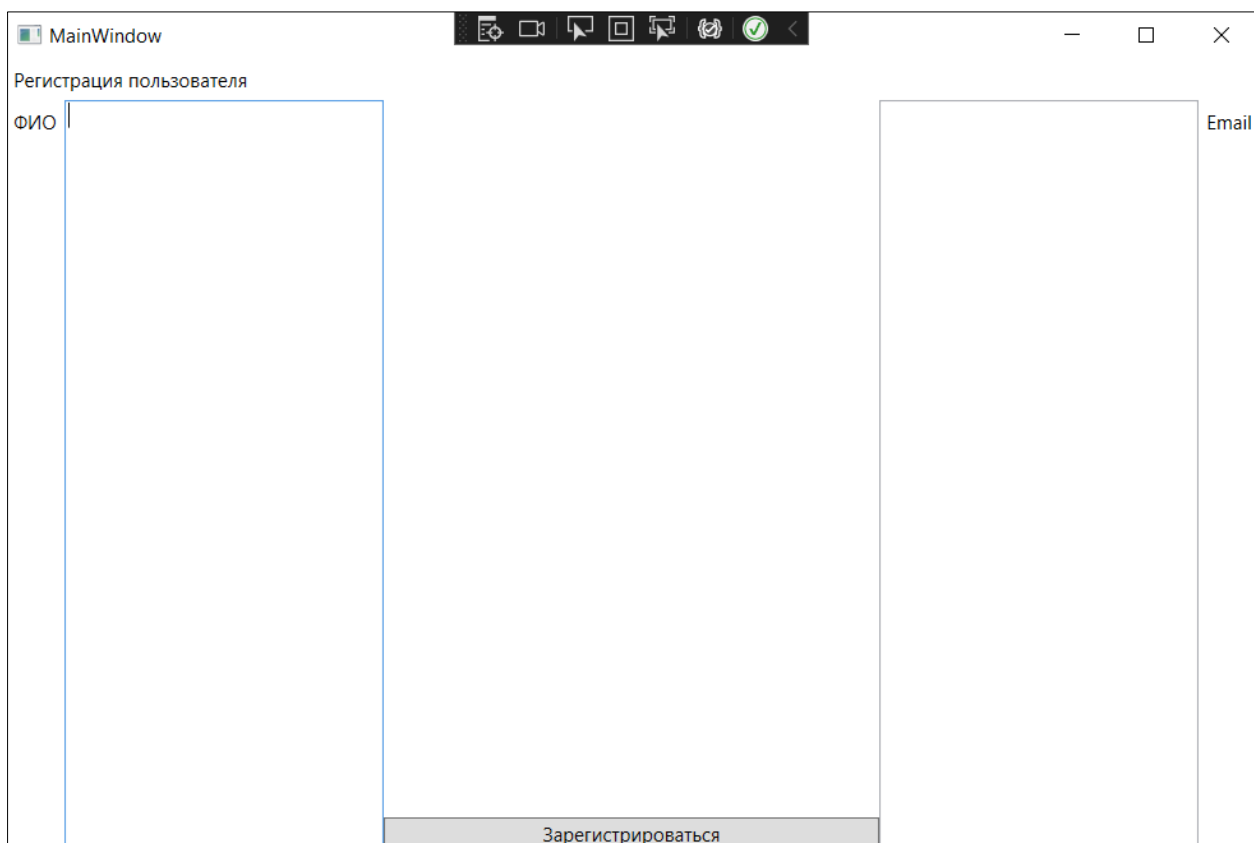 MainWindow
Регистрация пользователя
ФИО
Email
Зарегистрироваться